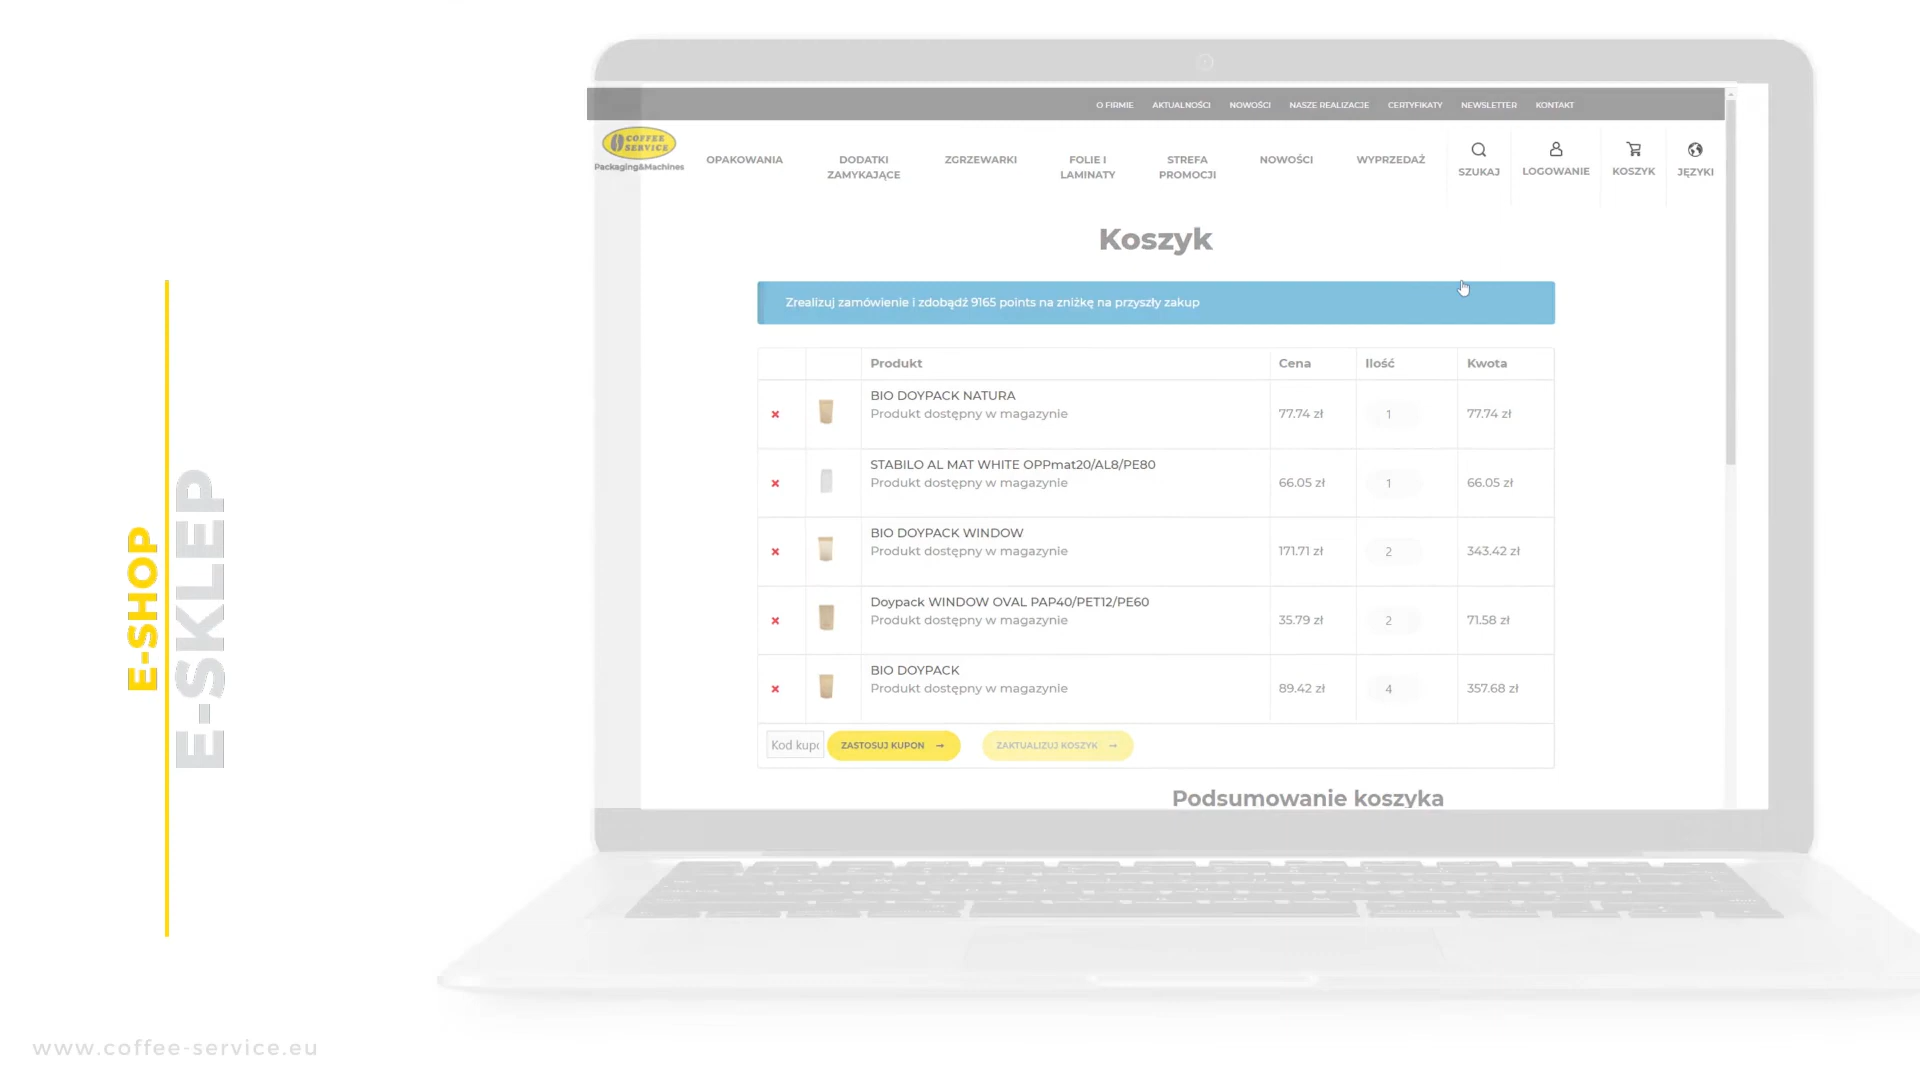 O FIRMIE AKTUALNOŚCI NOWOŚCI NASZE REALIZACJE CERTYFIKATY NEWSLETTER KONTAKT
COFFEE
SERVICE
Packaging&Machines
OPAKOWANIA
DODATKI
ZAMYKAJĄCE
ZGRZEWARKI
FOLIE I
LAMINATY
STREFA
PROMOCJI
NOWOŚCI
WYPRZEDAŻ
SZUKAJ
LOGOWANIE
KOSZYK
JĘZYKI
Koszyk
Zrealizuj zamówienie i zdobądź 9165 points na zniżkę na przyszły zakup
Produkt Cena Ilość Kwota
BIO DOYPACK NATURA
Produkt dostępny w magazynie 77.74 zł 1 77.74 zł
STABILO AL MAT WHITE OPPmat20/AL8/PE80
Produkt dostępny w magazynie 66.05 zł 1 66.05 zł
BIO DOYPACK WINDOW
Produkt dostępny w magazynie 171.71 zł 2 343.42 zł
Doypack WINDOW OVAL PAP40/PET12/PE60
Produkt dostępny w magazynie 35.79 zł 2 71.58 zł
BIO DOYPACK
Produkt dostępny w magazynie 89.42 zł 4 357.68 zł
Kod kupo ZASTOSUJ KUPON → ZAKTUALIZUJ KOSZYK →
Podsumowanie koszyka
E-SHOP
E-SKLEP
www.coffee-service.eu